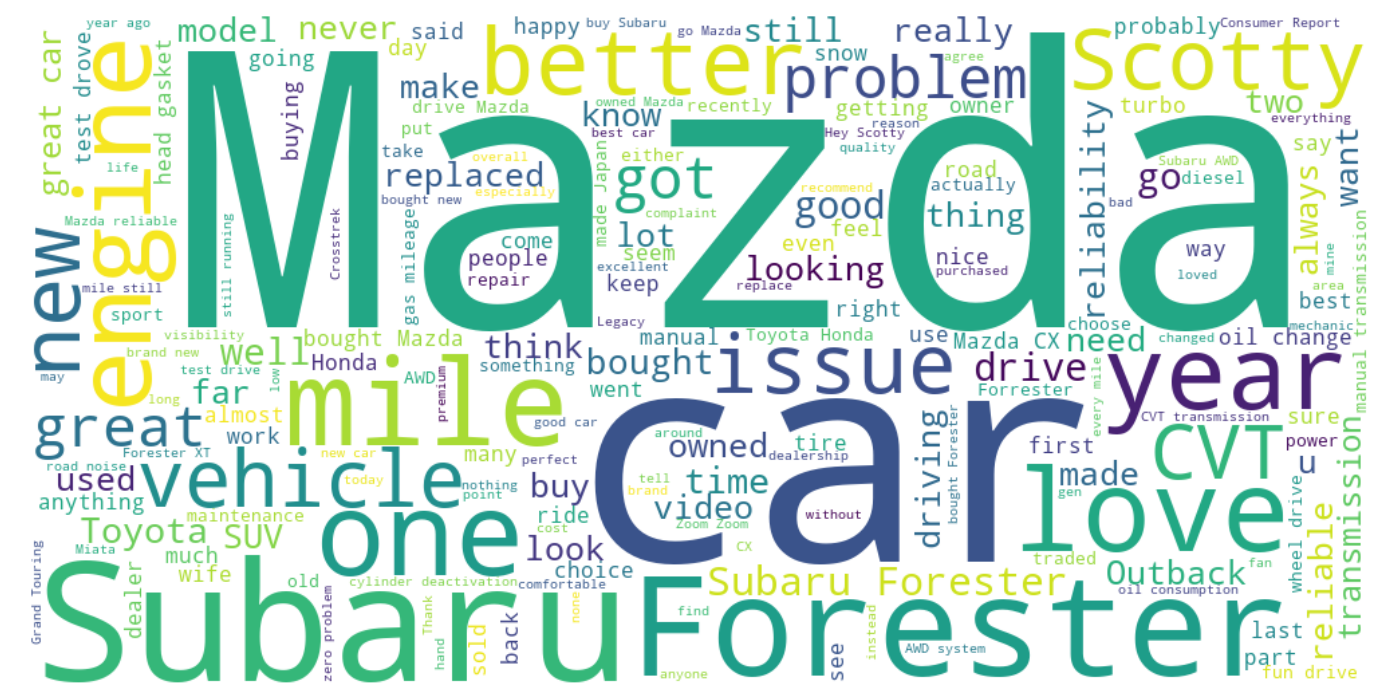 year ago
great car
test drove
head gasket
engine
model
never
said
going
day
happy
buy Subaru
go Mazda
still
really
probably
Consumer Report
Mazda
better
snow
problem
agree
Scotty
buying
make
drive Mazda
know
owned Mazda
recently
getting
owner
turbo
two
everything
put
best car
Hey Scotty
reason
quality
reliability
say
want
take
overall
life
replaced
especially
bought new
either
got
complaint
made Japan
recommend
good
road
actually
thing
feel
go
Subaru AWD
diesel
bad
always
Mazda reliable
new
still running
Crosstrek
gas mileage
come
people
repair
lot
seem
excellent
keep
even
looking
replace
nice
purchased
way
loved
area
mine
best
manual transmission
mile still
sport
Legacy
right
choose
mechanic
visibility
brand new
well
test drive
bought Mazda
Honda
low
think
something
manual
Toyota Honda
bought
issue
use
Mazda CX
need
changed
oil change
may
long
far
AWD
premium
mile
went
drive
Forrester
year
every mile
great
almost
work
good car
car
CVT transmission
sure
Forester XT
new car
many
perfect
around
owned
tire
dealership
driving
bought Forester
first
CVT
power
road noise
used
vehicle
today
nothing
point
buy
tell
brand
time
video
without
made
gen
love
u
anything
maintenance
one
ride
cost
Zoom Zoom
CX
transmission
Toyota
SUV
Miata
much
look
choice
traded
wheel drive
reliable
Grand Touring
dealer
wife
old
cylinder deactivation
comfortable
Subaru Forester
Outback
fan
oil consumption
Subaru
zero problem
Thank
hand
sold
back
none
Forester
find
anyone
see
instead
AWD system
last
part
fun drive